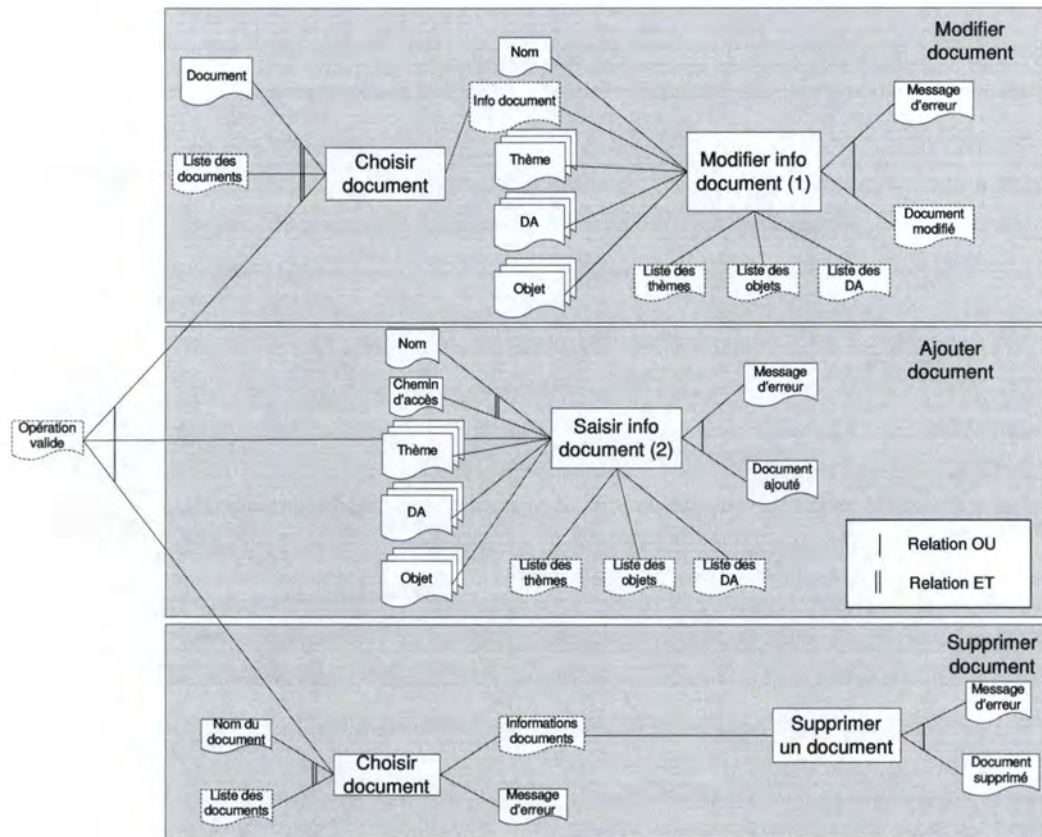 Modifier
document
Nom
Document
Info document
Message
d'erreur
Liste des
documents
Choisir
document
Thème
Modifier info
document (1)
DA
Document
modifié
Objet
Liste des
thèmes
Liste des
objets
Liste des
DA
Ajouter
document
Nom
Message
d'erreur
Chemin
d'accès
Opération
valide
Thème
Saisir info
document (2)
Document
ajouté
DA
Objet
Liste des
thèmes
Liste des
objets
Liste des
DA
Relation OU
Relation ET
Supprimer
document
Nom du
document
Informations
documents
Message
d'erreur
Supprimer
un document
Choisir
document
Liste des
documents
Message
d'erreur
Document
supprimé